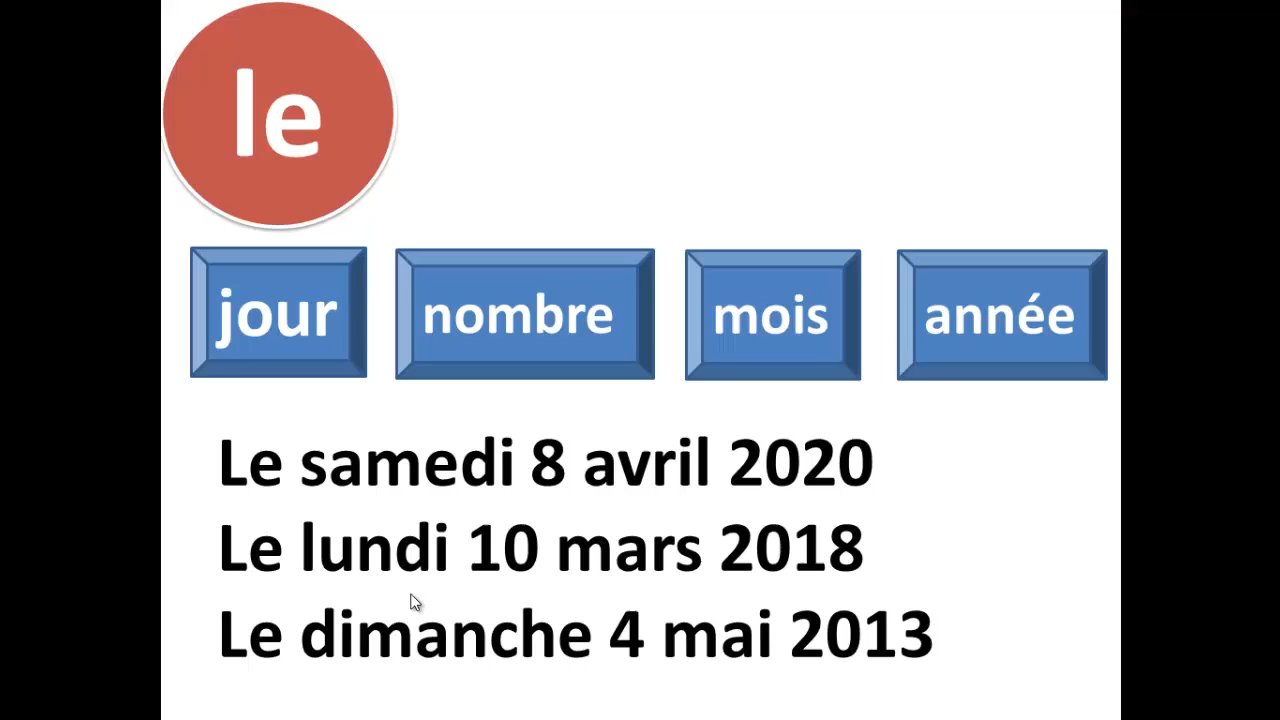 le
jour nombre mois année
Le samedi 8 avril 2020
Le lundi 10 mars 2018
Le dimanche 4 mai 2013